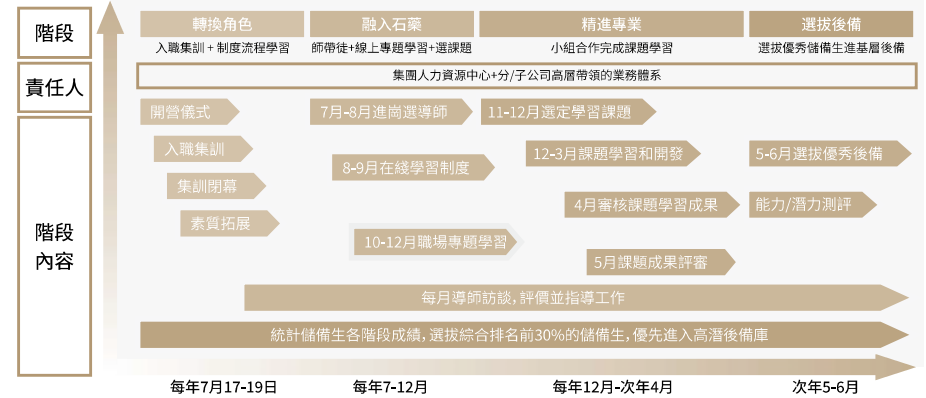 階段
轉換角色
融入石藥
精進專業
選拔後備
入職集訓+制度流程學習
師帶徒+線上專題學習+選課題
小組合作完成課題學習
選拔優秀儲備生進基層後備
責任人
集團人力資源中心+分/子公司高層帶領的業務體系
階段
內容
開營儀式
7月-8月進崗選導師
11-12月選定學習課題
入職集訓
8-9月在綫學習制度
12-3月課題學習和開發
5-6月選拔優秀後備
集訓閉幕
4月審核課題學習成果
能力/潛力測評
素質拓展
10-12月職場專題學習
5月課題成果評審
每月導師訪談,評價並指導工作
統計儲備生各階段成績,選拔綜合排名前30%的儲備生,優先進入高潛後備庫
每年7月17-19日
每年7-12月
每年12月-次年4月
次年5-6月